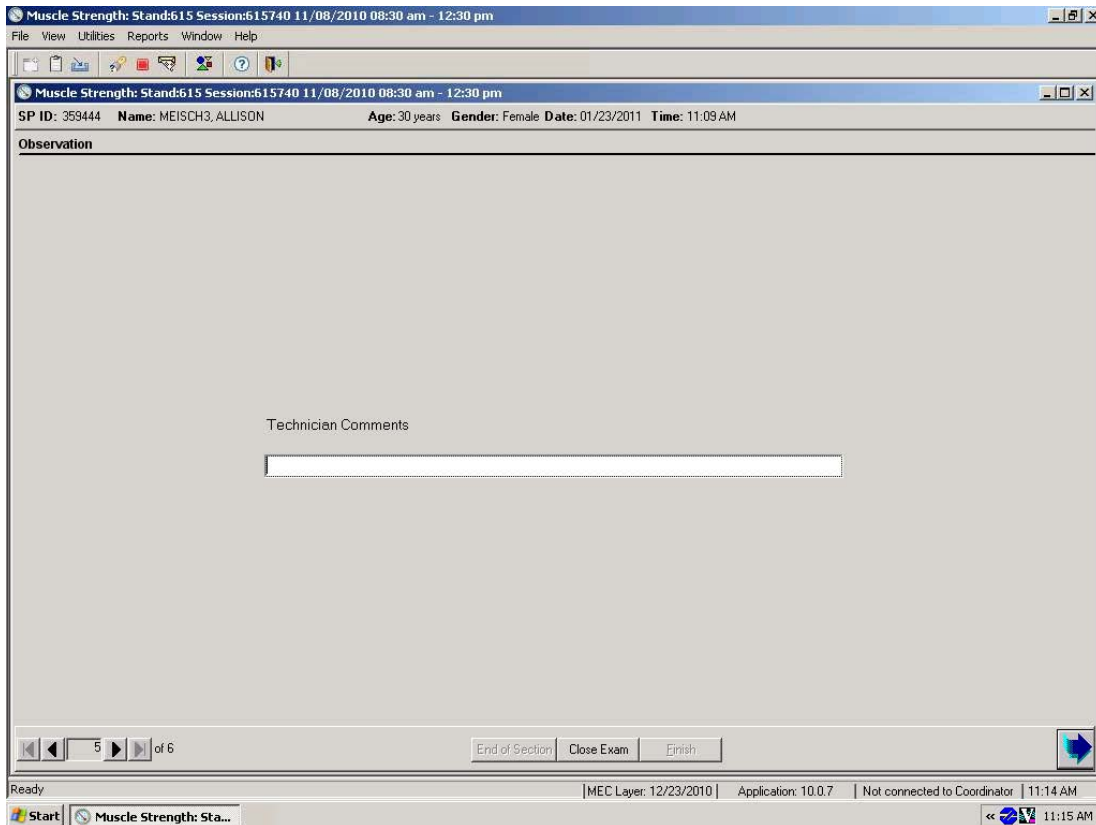 Muscle Strength: Stand:615 Session:615740 11/08/2010 08:30 am - 12:30 pm
File View Utilities Reports Window Help
Muscle Strength: Stand:615 Session:615740 11/08/2010 08:30 am - 12:30 pm
SP ID: 359444 Name: MEISCH3, ALLISON Age: 30 years Gender: Female Date: 01/23/2011 Time: 11:09 AM
Observation
Technician Comments
5 of 6 End of Section Close Exam Finish
Ready MEC Layer: 12/23/2010 Application: 10.0.7 Not connected to Coordinator 11:14 AM
Start Muscle Strength: Sta... « 11:15 AM